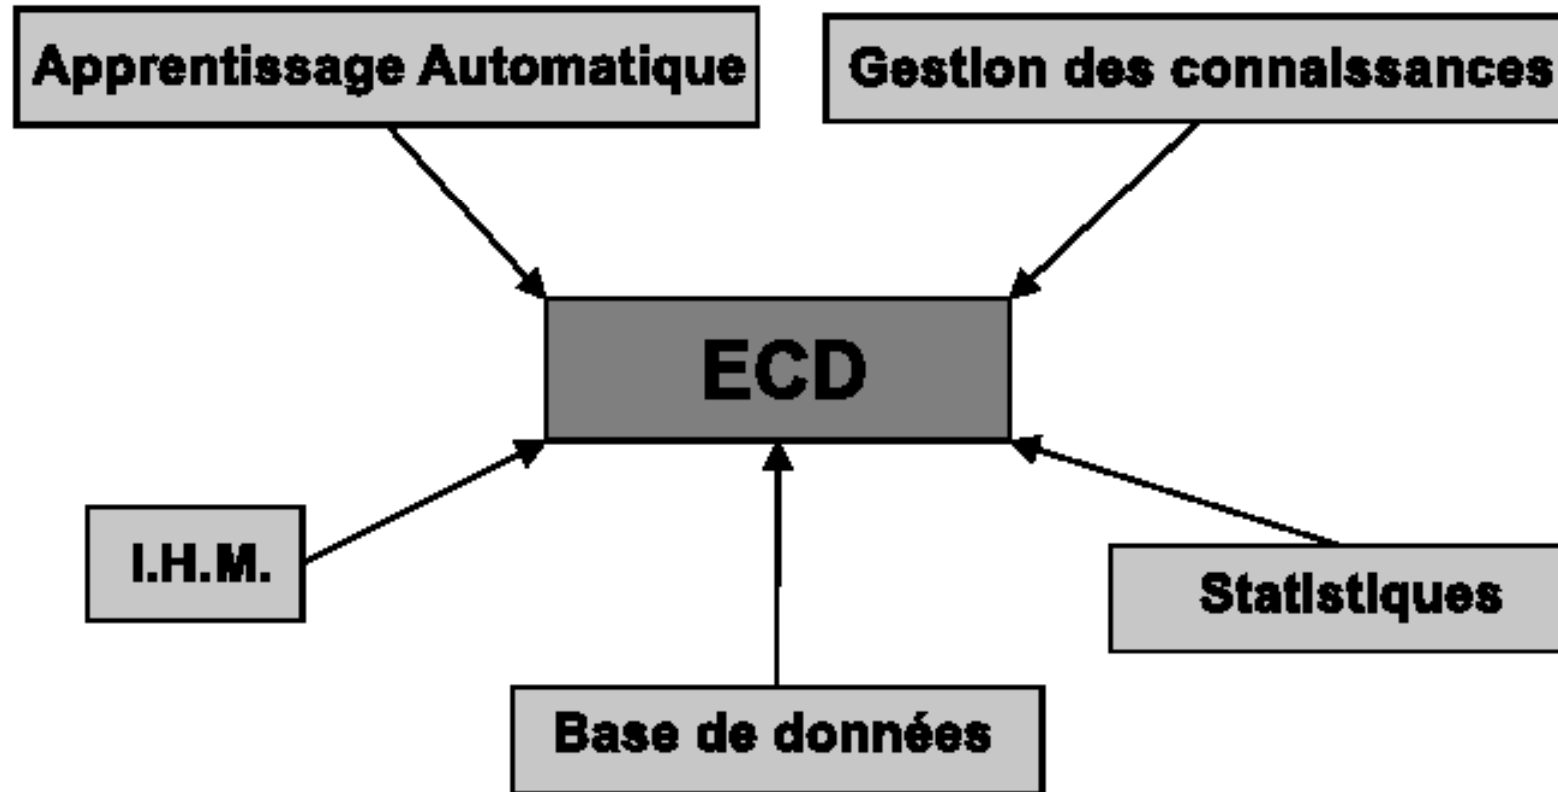 Apprentissage Automatique
Gestion des connaissances
ECD
I.H.M.
Statistiques
Base de données